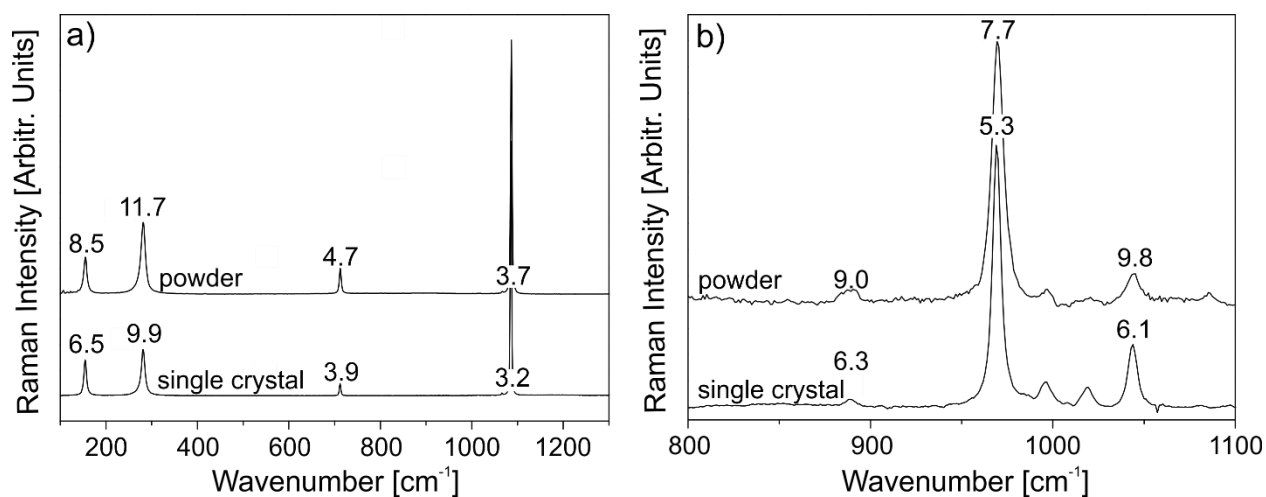 a)
Raman Intensity [Arbitr. Units]
8.5
11.7
powder
4.7
3.7
6.5
9.9
single crystal
3.9
3.2
200 400 600 800 1000 1200
Wavenumber [cm⁻¹]
b)
Raman Intensity [Arbitr. Units]
7.7
5.3
powder
9.0
9.8
single crystal
6.3
6.1
800 900 1000 1100
Wavenumber [cm⁻¹]